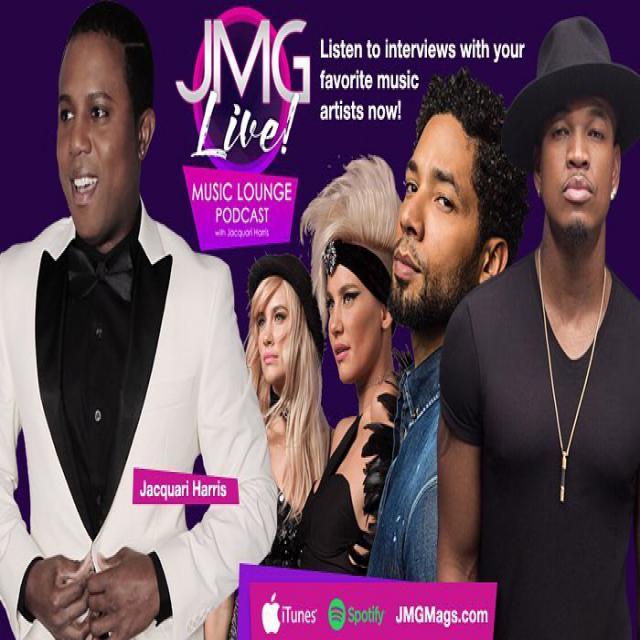 JMG
Live!
MUSIC LOUNGE
PODCAST
with Jacquari Harris
Listen to interviews with your
favorite music
artists now!
Jacquari Harris
iTunes Spotify JMGMags.com